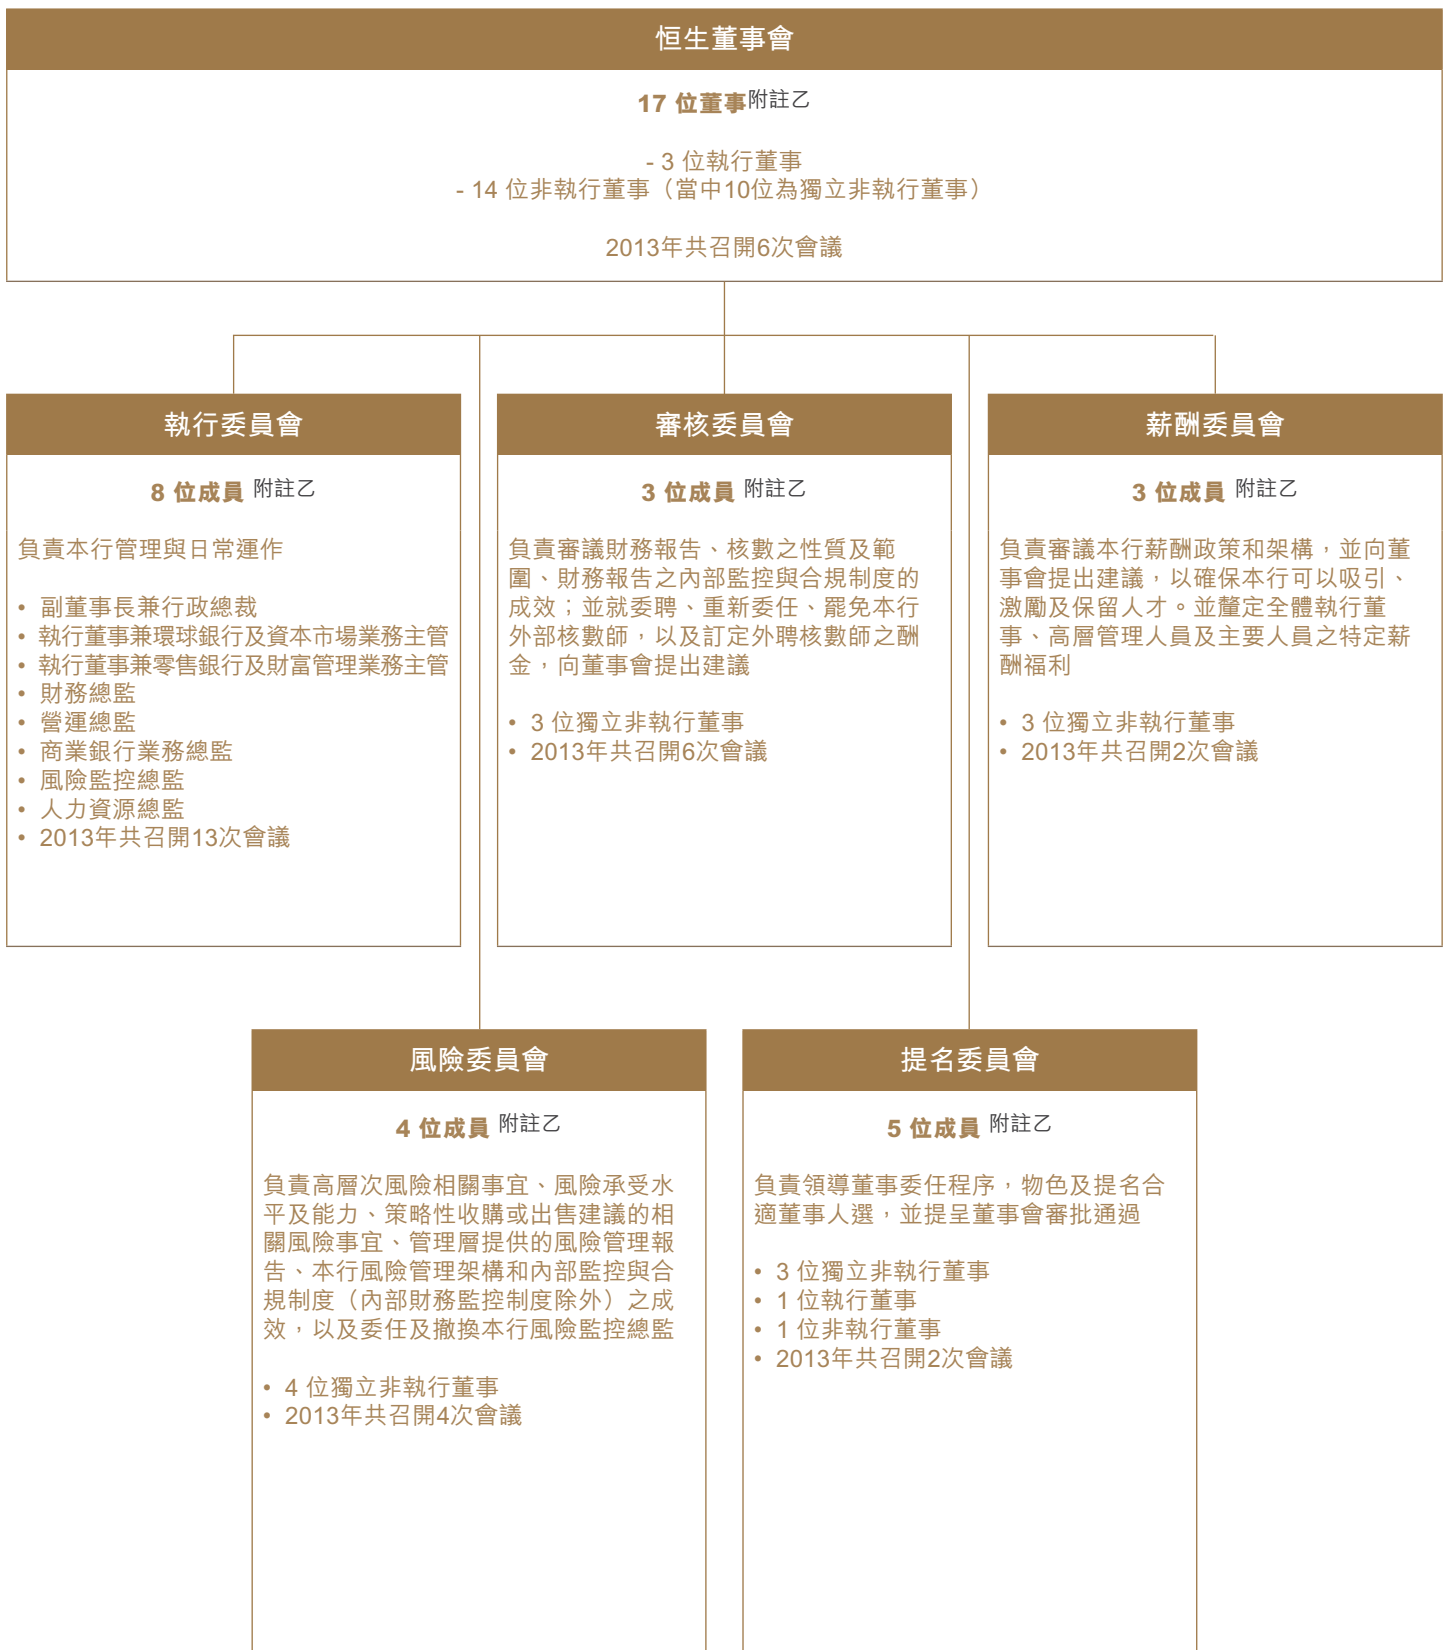 恒生董事會
17 位董事附註乙
- 3 位執行董事
- 14 位非執行董事（當中10位為獨立非執行董事）
2013年共召開6次會議
執行委員會
8 位成員 附註乙
負責本行管理與日常運作
• 副董事長兼行政總裁
• 執行董事兼環球銀行及資本市場業務主管
• 執行董事兼零售銀行及財富管理業務主管
• 財務總監
• 營運總監
• 商業銀行業務總監
• 風險監控總監
• 人力資源總監
• 2013年共召開13次會議
審核委員會
3 位成員 附註乙
負責審議財務報告、核數之性質及範
圍、財務報告之內部監控與合規制度的
成效；並就委聘、重新委任、罷免本行
外部核數師，以及訂定外聘核數師之酬
金，向董事會提出建議
• 3 位獨立非執行董事
• 2013年共召開6次會議
薪酬委員會
3 位成員 附註乙
負責審議本行薪酬政策和架構，並向董
事會提出建議，以確保本行可以吸引、
激勵及保留人才。並釐定全體執行董
事、高層管理人員及主要人員之特定薪
酬福利
• 3 位獨立非執行董事
• 2013年共召開2次會議
風險委員會
4 位成員 附註乙
負責高層次風險相關事宜、風險承受水
平及能力、策略性收購或出售建議的相
關風險事宜、管理層提供的風險管理報
告、本行風險管理架構和內部監控與合
規制度（內部財務監控制度除外）之成
效，以及委任及撤換本行風險監控總監
• 4 位獨立非執行董事
• 2013年共召開4次會議
提名委員會
5 位成員 附註乙
負責領導董事委任程序，物色及提名合
適董事人選，並提呈董事會審批通過
• 3 位獨立非執行董事
• 1 位執行董事
• 1 位非執行董事
• 2013年共召開2次會議